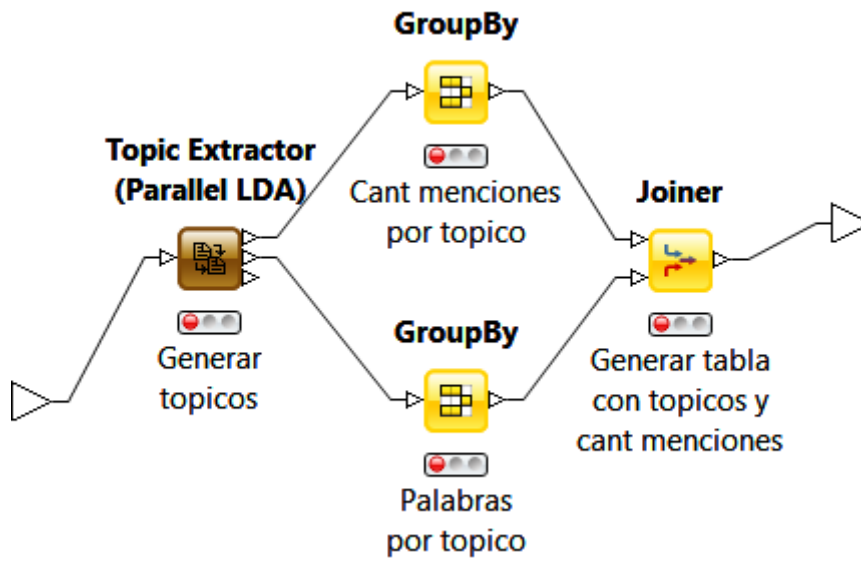 GroupBy
Cant menciones
por topico
Topic Extractor
(Parallel LDA)
Generar
topicos
GroupBy
Palabras
por topico
Joiner
Generar tabla
con topicos y
cant menciones